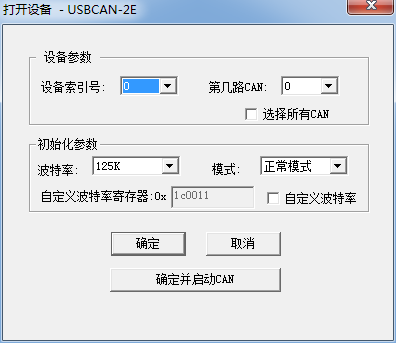 打开设备 - USBCAN-2E
设备参数
设备索引号: 0 第几路CAN: 0
选择所有CAN
初始化参数
波特率: 125K 模式: 正常模式
自定义波特率寄存器:0x 1c0011 自定义波特率
确定 取消
确定并启动CAN